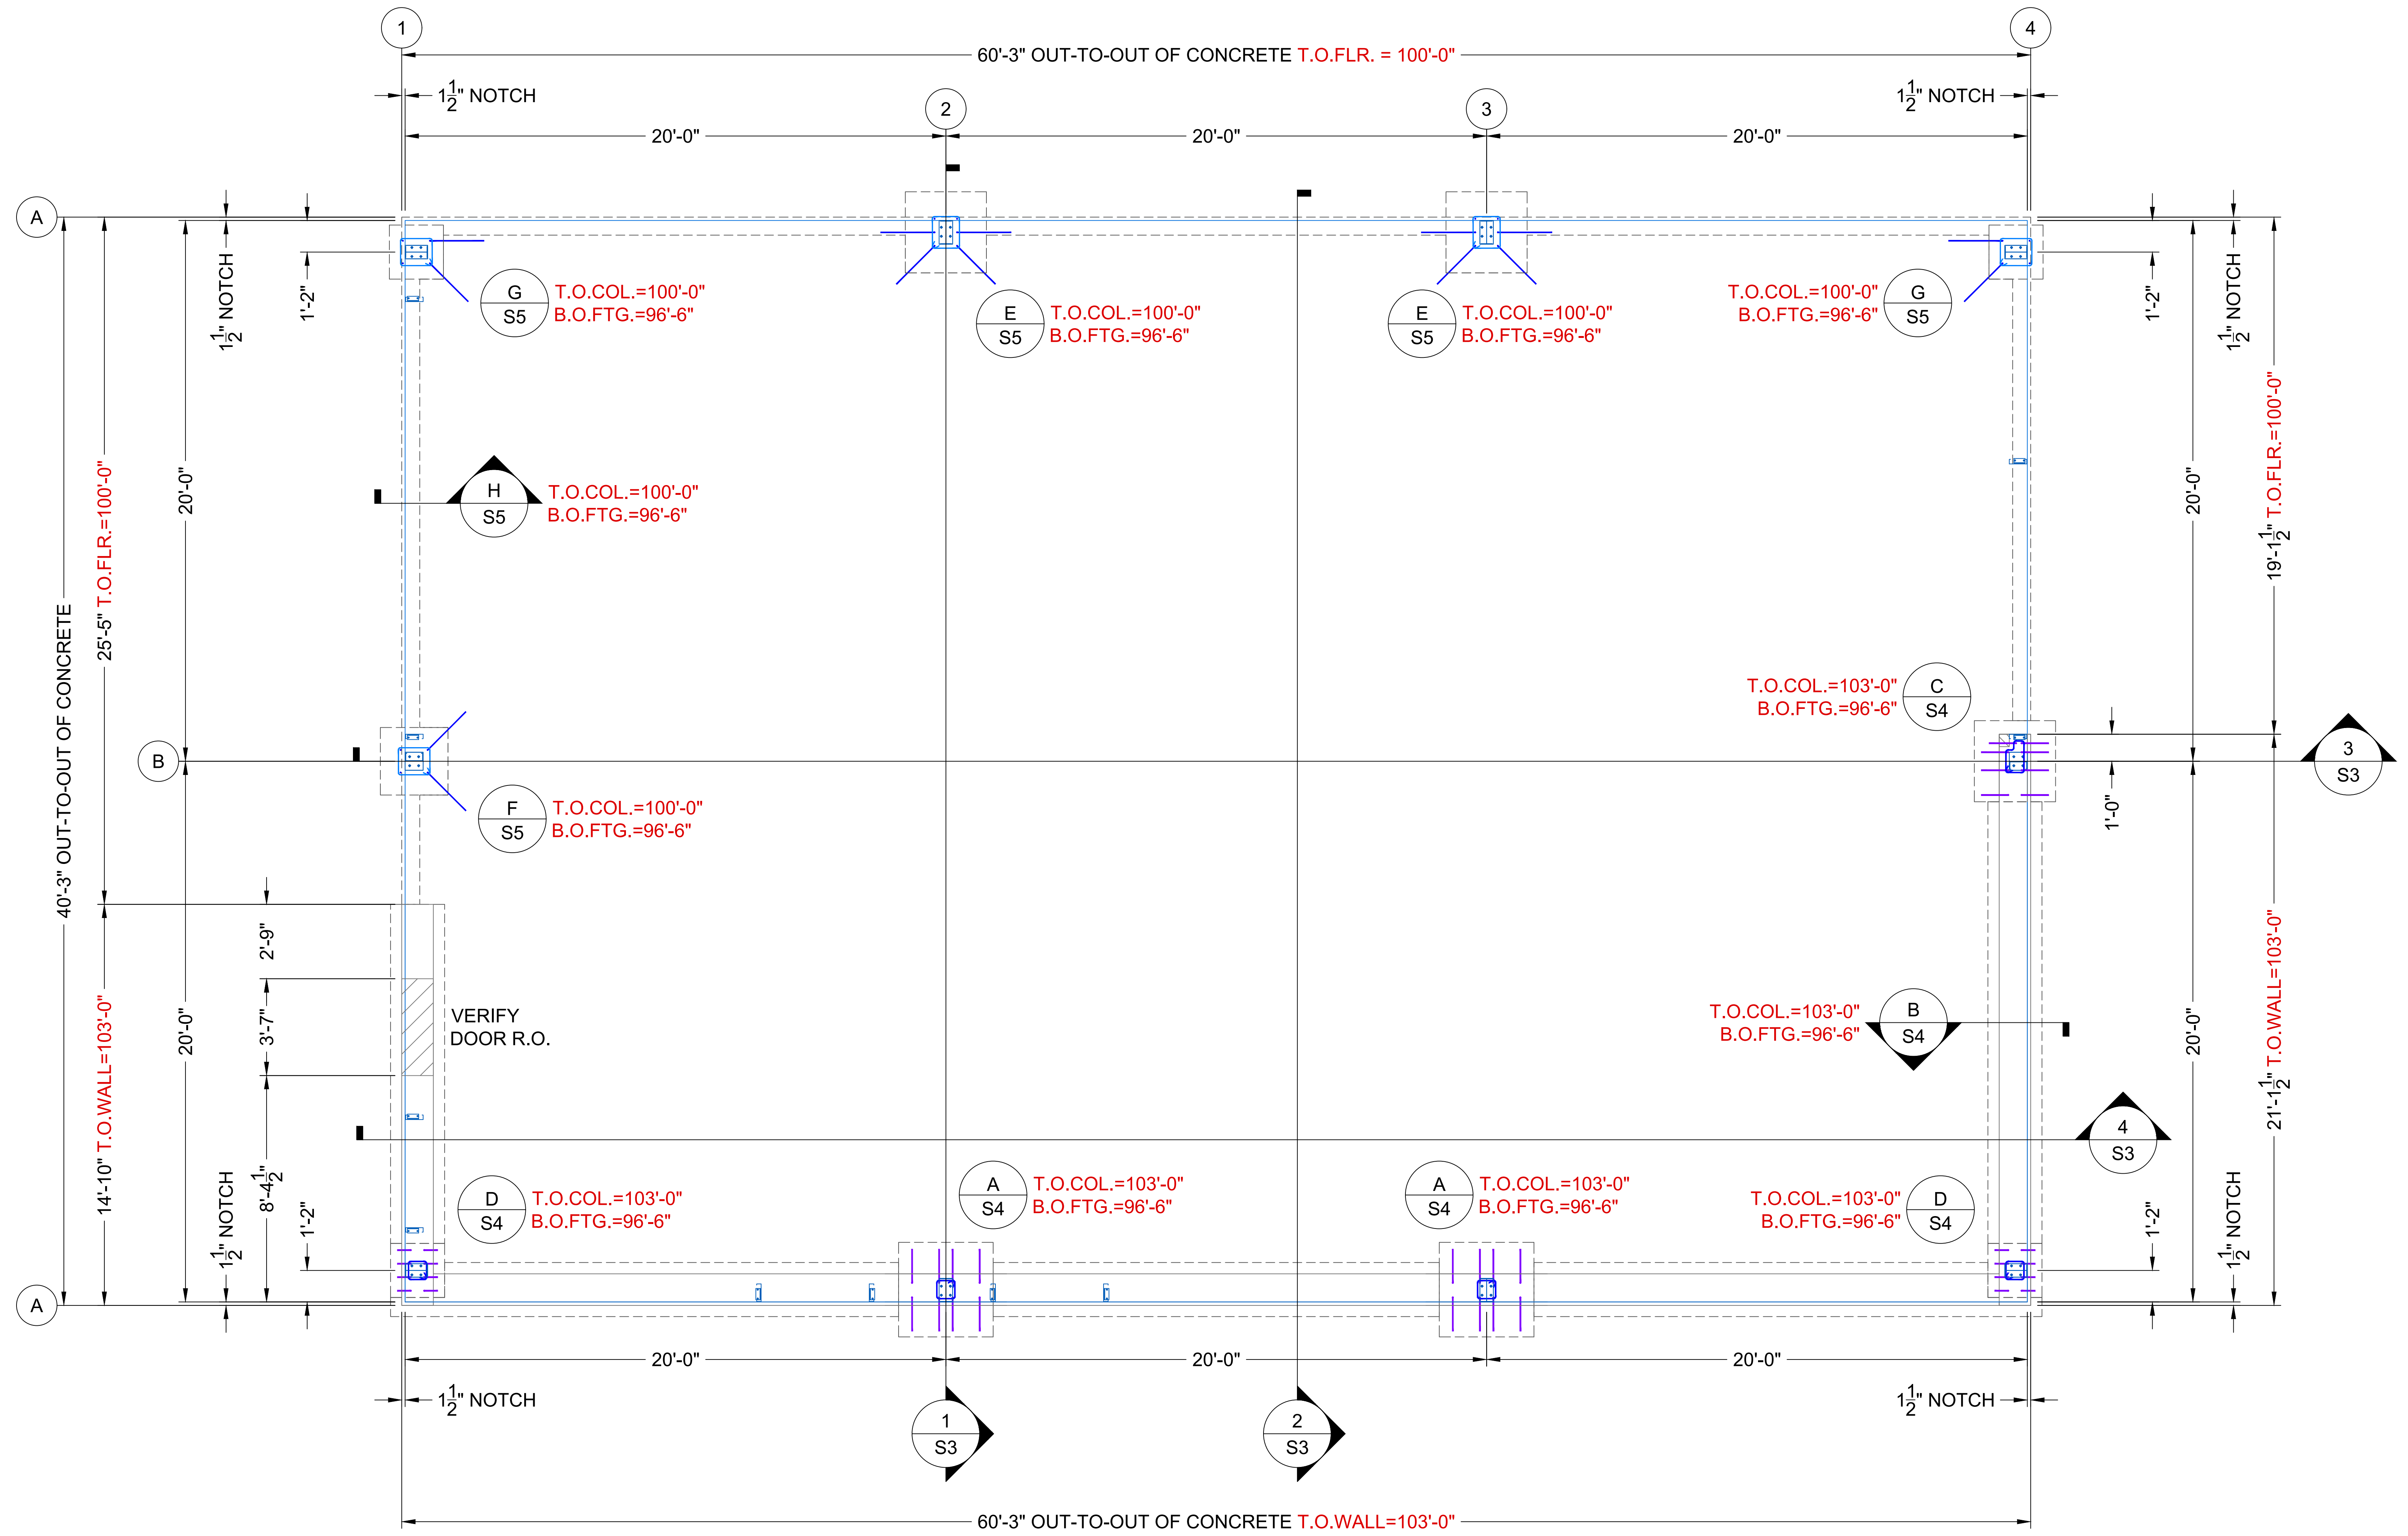 1
4
60'-3" OUT-TO-OUT OF CONCRETE T.O.FLR. = 100'-0"
1 1/2" NOTCH
2
3
1 1/2" NOTCH
20'-0"
20'-0"
20'-0"
A
1 1/2" NOTCH
1'-2"
G
S5
T.O.COL.=100'-0"
B.O.FTG.=96'-6"
E
S5
T.O.COL.=100'-0"
B.O.FTG.=96'-6"
E
S5
T.O.COL.=100'-0"
B.O.FTG.=96'-6"
T.O.COL.=100'-0"
B.O.FTG.=96'-6"
G
S5
1'-2"
1 1/2" NOTCH
40'-3" OUT-TO-OUT OF CONCRETE
25'-5" T.O.FLR.=100'-0"
20'-0"
H
S5
T.O.COL.=100'-0"
B.O.FTG.=96'-6"
20'-0"
19'-1 1/2" T.O.FLR.=100'-0"
T.O.COL.=103'-0"
B.O.FTG.=96'-6"
C
S4
B
F
S5
T.O.COL.=100'-0"
B.O.FTG.=96'-6"
1'-0"
3
S3
14'-10" T.O.WALL=103'-0"
20'-0"
2'-9"
3'-7"
8'-4 1/2"
VERIFY
DOOR R.O.
T.O.COL.=103'-0"
B.O.FTG.=96'-6"
B
S4
20'-0"
21'-1 1/2" T.O.WALL=103'-0"
4
S3
1 1/2" NOTCH
1'-2"
D
S4
T.O.COL.=103'-0"
B.O.FTG.=96'-6"
A
S4
T.O.COL.=103'-0"
B.O.FTG.=96'-6"
A
S4
T.O.COL.=103'-0"
B.O.FTG.=96'-6"
T.O.COL.=103'-0"
B.O.FTG.=96'-6"
D
S4
1'-2"
1 1/2" NOTCH
A
20'-0"
20'-0"
20'-0"
1 1/2" NOTCH
1 1/2" NOTCH
1
S3
2
S3
60'-3" OUT-TO-OUT OF CONCRETE T.O.WALL=103'-0"